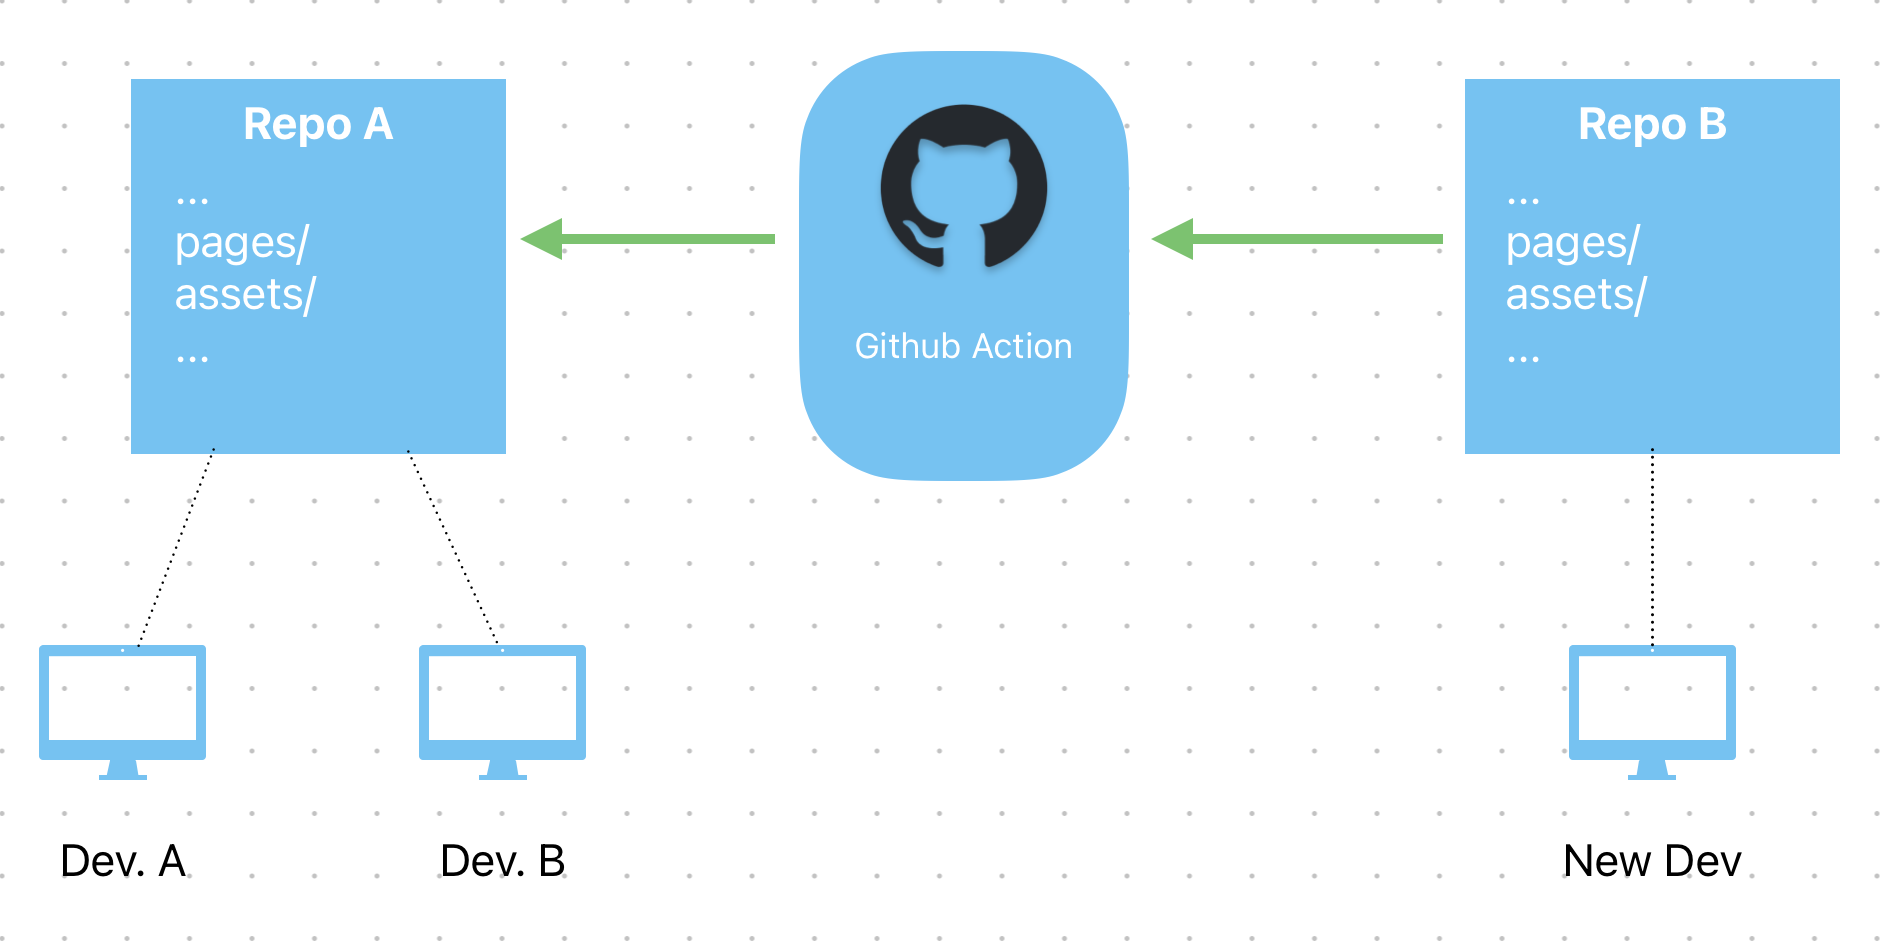 Repo A
...
pages/
assets/
...
Github Action
Repo B
...
pages/
assets/
...
Dev. A
Dev. B
New Dev